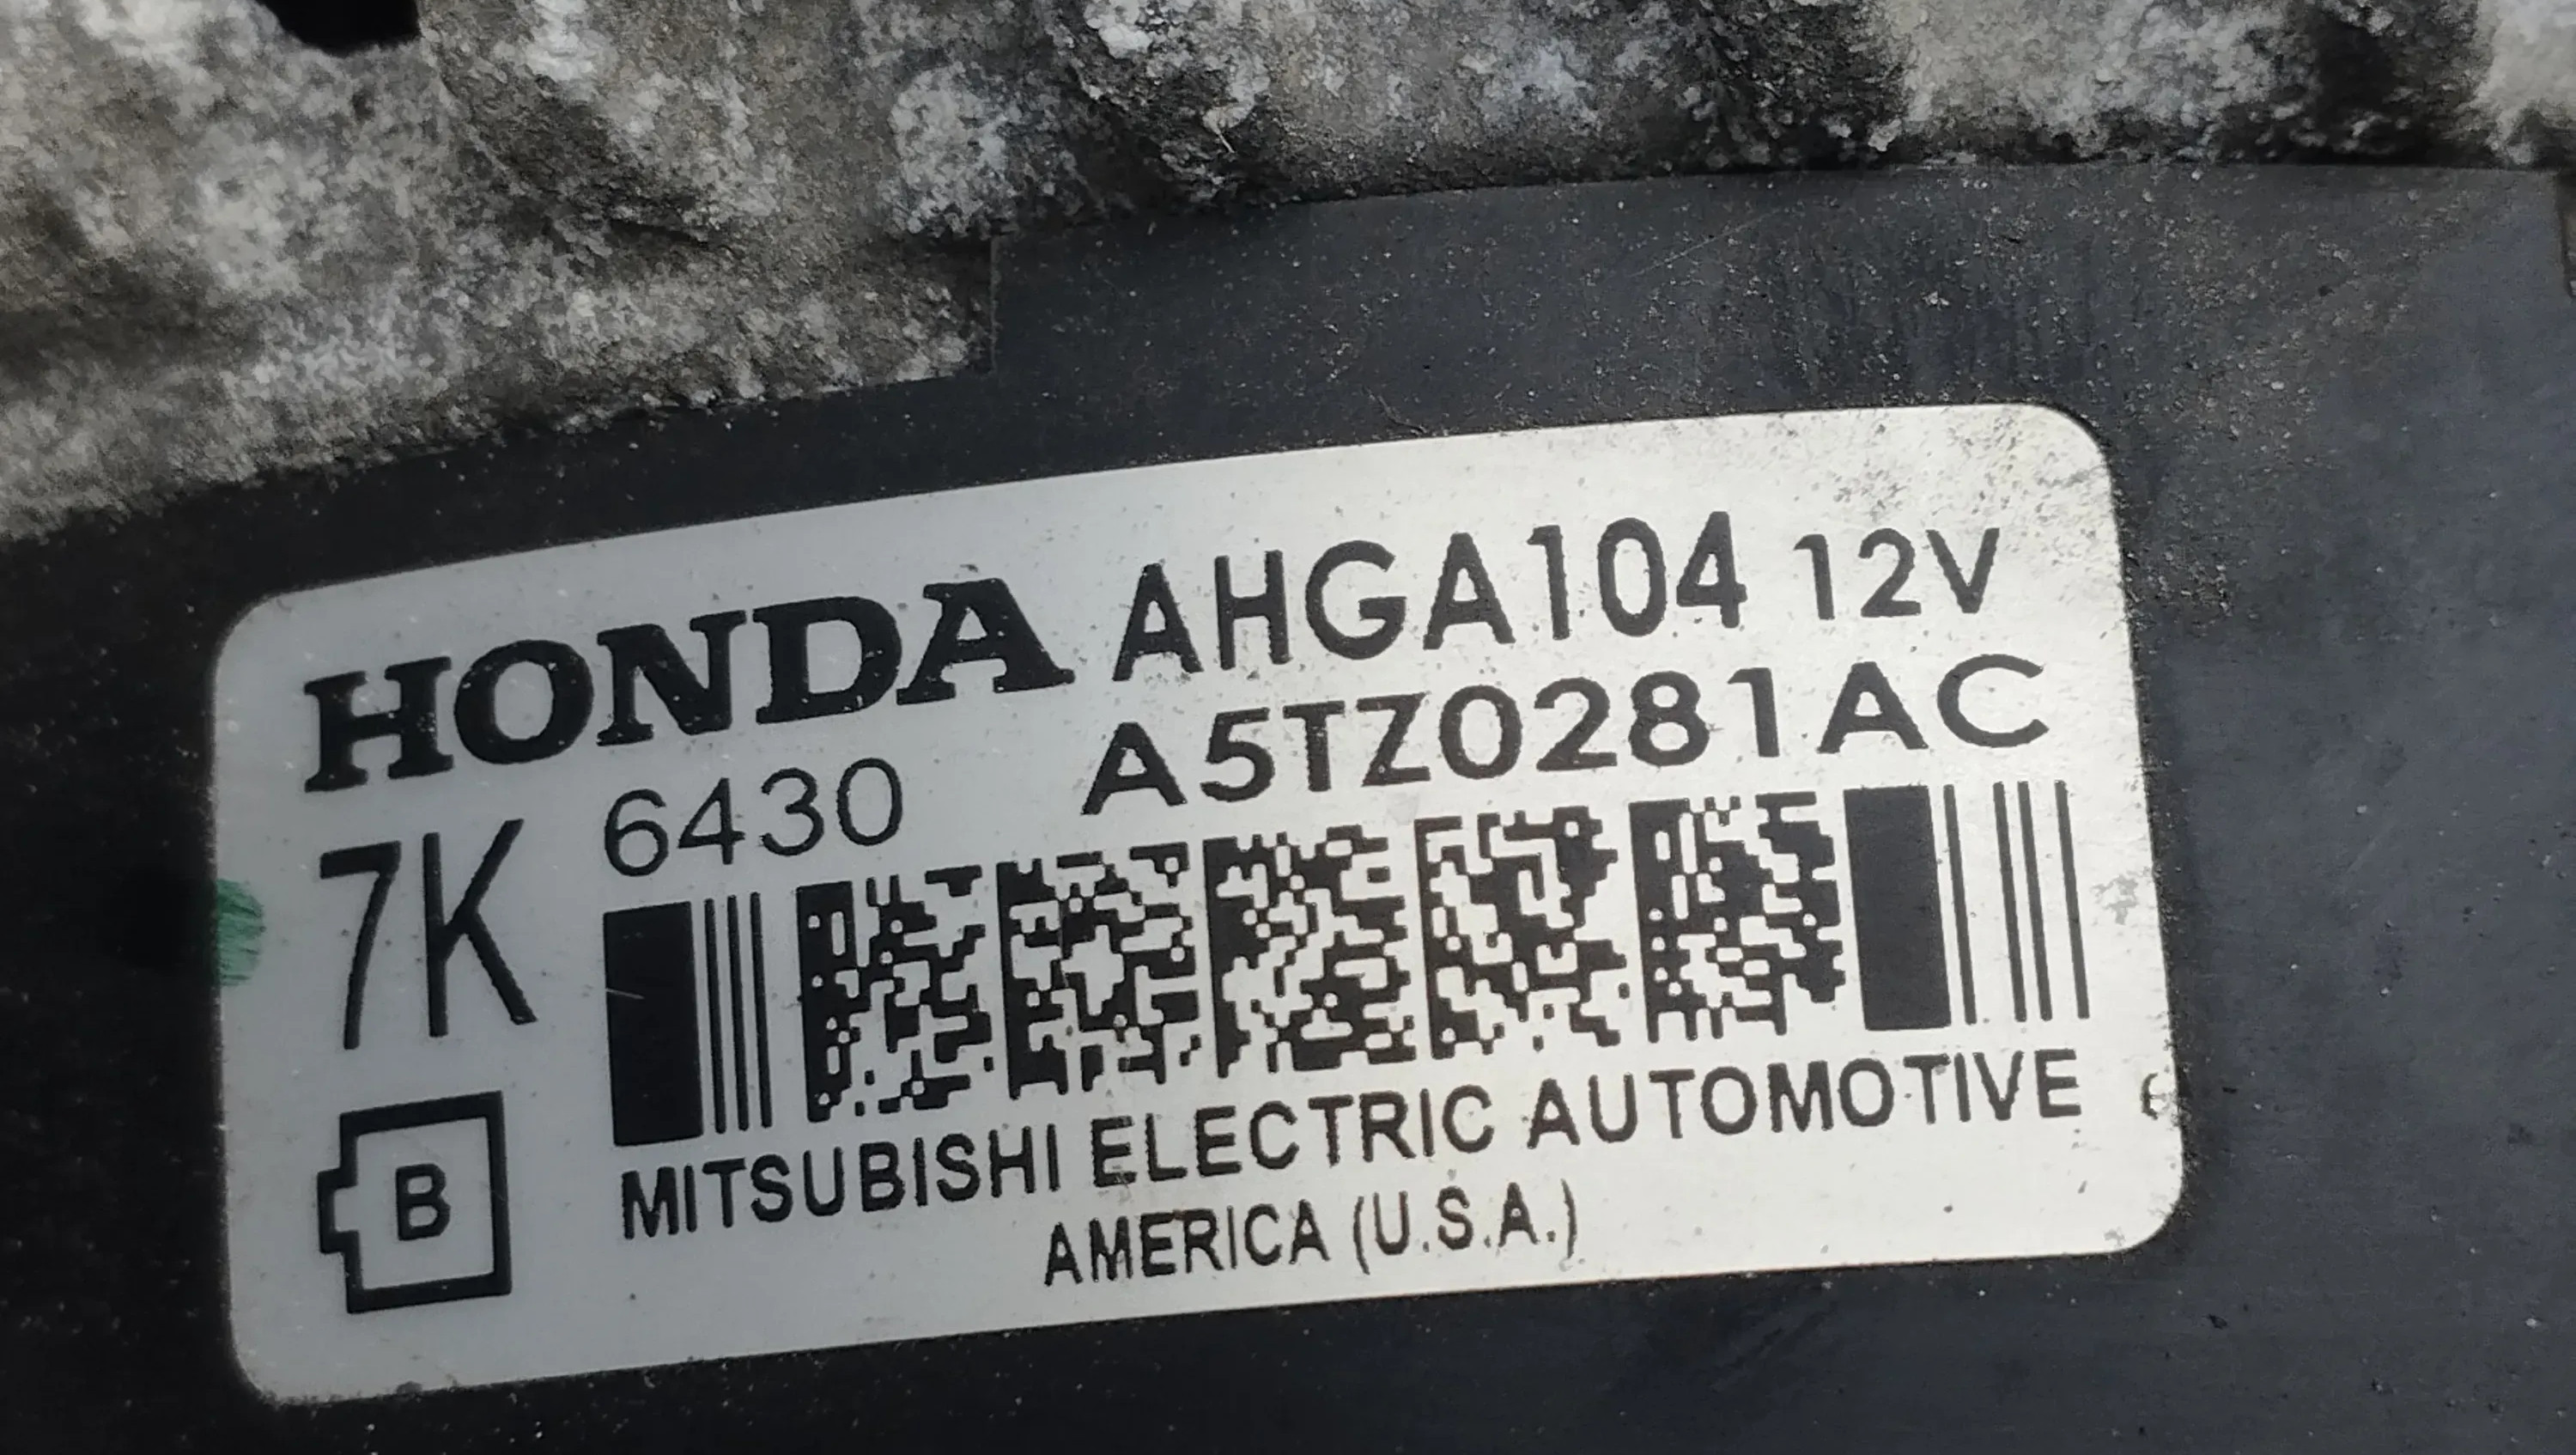 HONDA AHGA104 12V
6430 A5TZ0281AC
7K
B
MITSUBISHI ELECTRIC AUTOMOTIVE
AMERICA (U.S.A.)